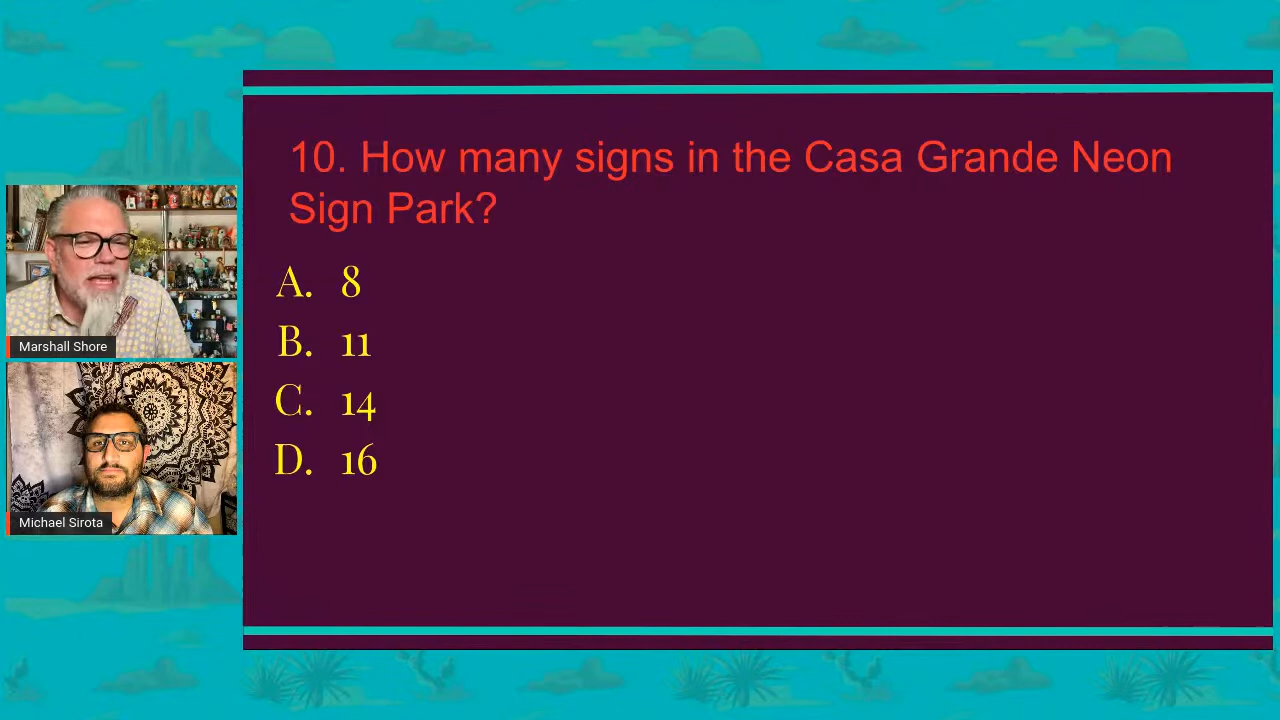 10. How many signs in the Casa Grande Neon
Sign Park?
A. 8
B. 11
C. 14
D. 16
Marshall Shore
Michael Sirota